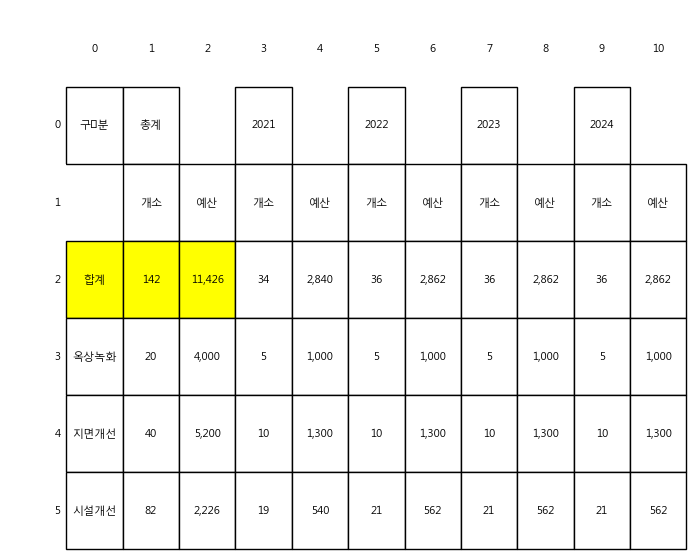 0 1 2 3 4 5 6 7 8 9 10
0 구□분 총계 2021 2022 2023 2024
1 개소 예산 개소 예산 개소 예산 개소 예산 개소 예산
2 합계 142 11,426 34 2,840 36 2,862 36 2,862 36 2,862
3 옥상녹화 20 4,000 5 1,000 5 1,000 5 1,000 5 1,000
4 지면개선 40 5,200 10 1,300 10 1,300 10 1,300 10 1,300
5 시설개선 82 2,226 19 540 21 562 21 562 21 562